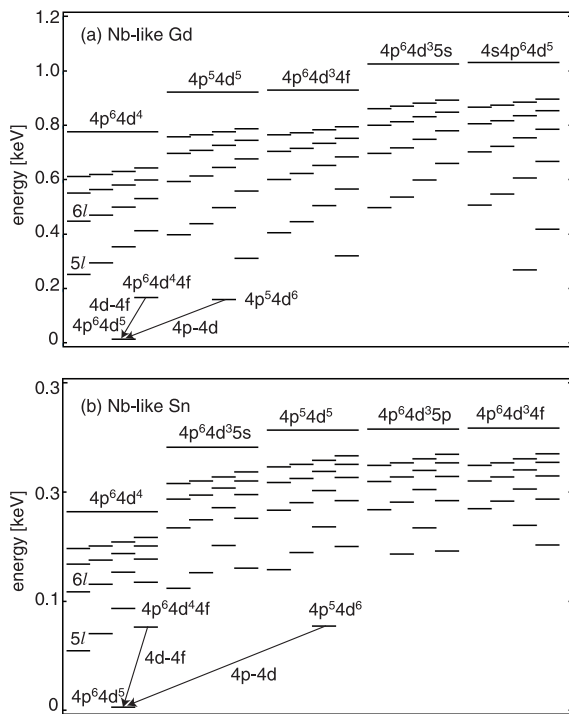 1.2
(a) Nb-like Gd
4p⁶4d³5s
4s4p⁶4d⁵
1.0
4p⁵4d⁵
4p⁶4d³4f
4p⁶4d⁴
0.8
energy [keV]
0.6
6l
0.4
5l
4p⁶4d⁴4f
0.2
4d-4f
4p⁵4d⁶
4p⁶4d⁵
4p-4d
0
0.3
(b) Nb-like Sn
4p⁶4d³5s
4p⁵4d⁵
4p⁶4d³5p
4p⁶4d³4f
4p⁶4d⁴
0.3
energy [keV]
6l
0.1
4p⁶4d⁴4f
4p⁵4d⁶
5l
4d-4f
4p-4d
4p⁶4d⁵
0